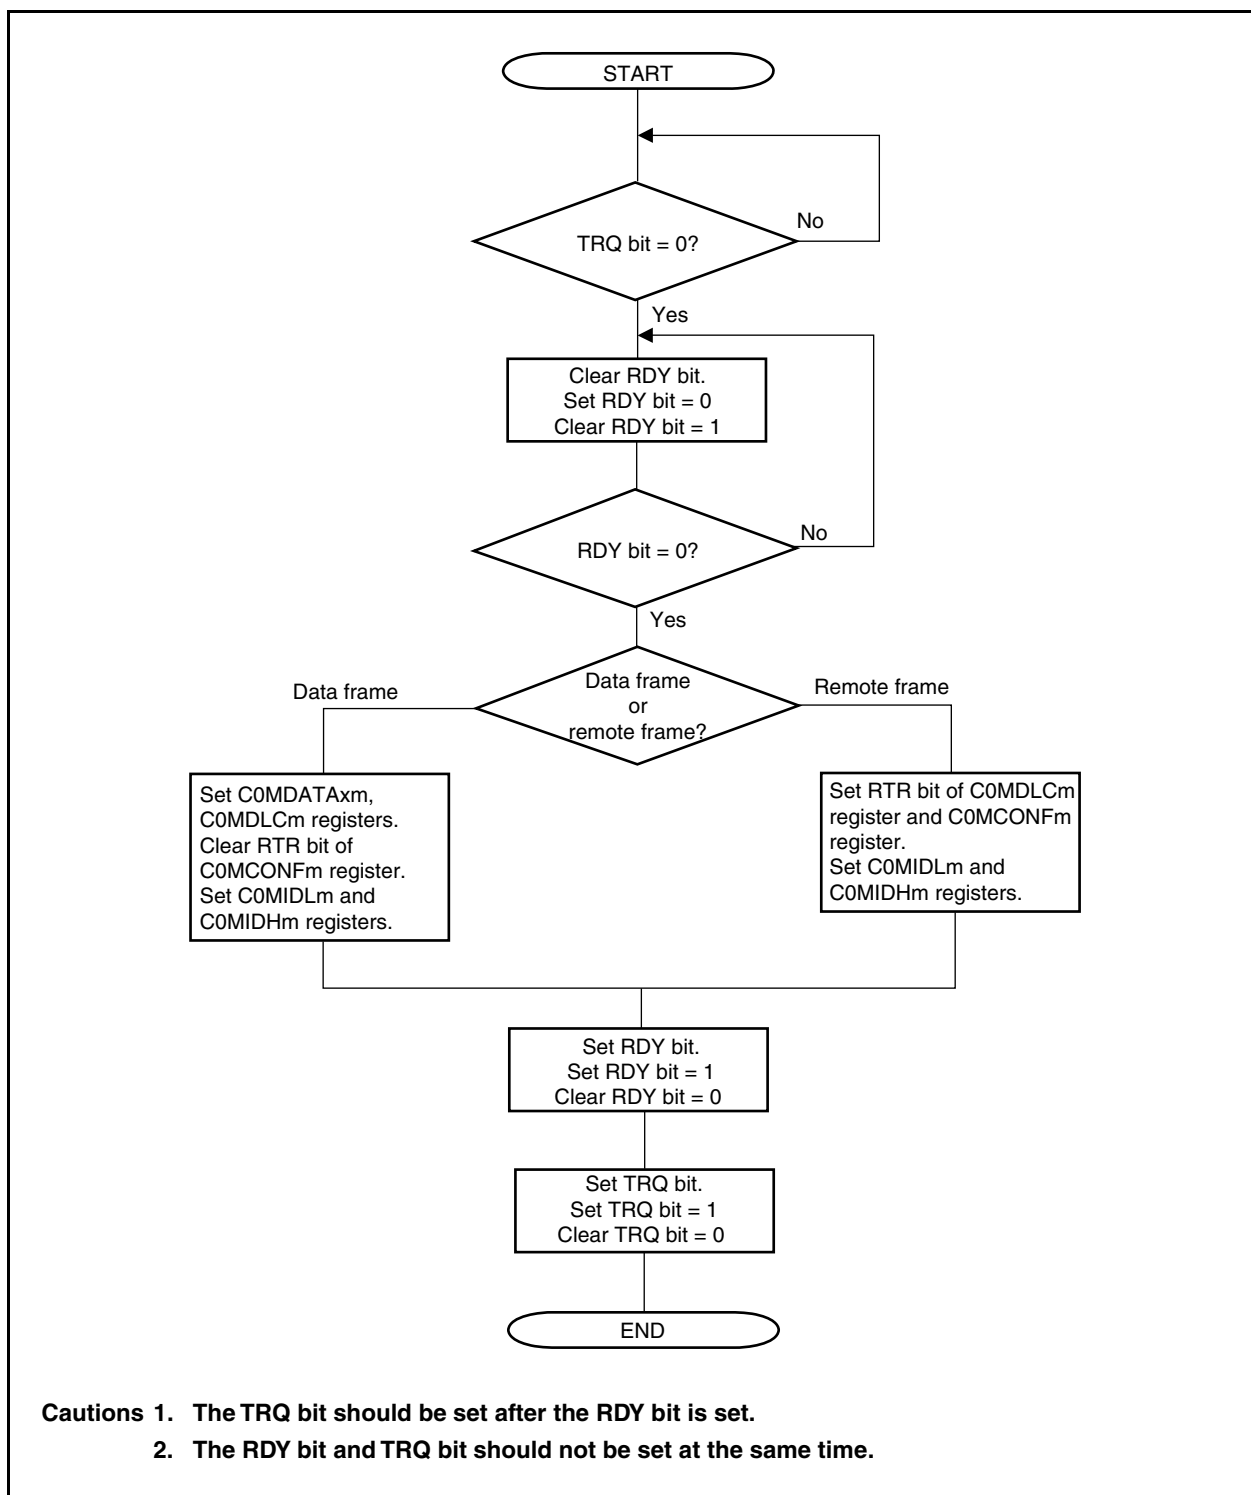 START
No
TRQ bit = 0?
Yes
Clear RDY bit.
Set RDY bit = 0
Clear RDY bit = 1
No
RDY bit = 0?
Yes
Data frame
Data frame
or
remote frame?
Remote frame
Set C0MDATAxm,
C0MDLCm registers.
Clear RTR bit of
C0MCONFm register.
Set C0MIDLm and
C0MIDHm registers.
Set RTR bit of C0MDLCm
register and C0MCONFm
register.
Set C0MIDLm and
C0MIDHm registers.
Set RDY bit.
Set RDY bit = 1
Clear RDY bit = 0
Set TRQ bit.
Set TRQ bit = 1
Clear TRQ bit = 0
END
Cautions 1. The TRQ bit should be set after the RDY bit is set.
2. The RDY bit and TRQ bit should not be set at the same time.